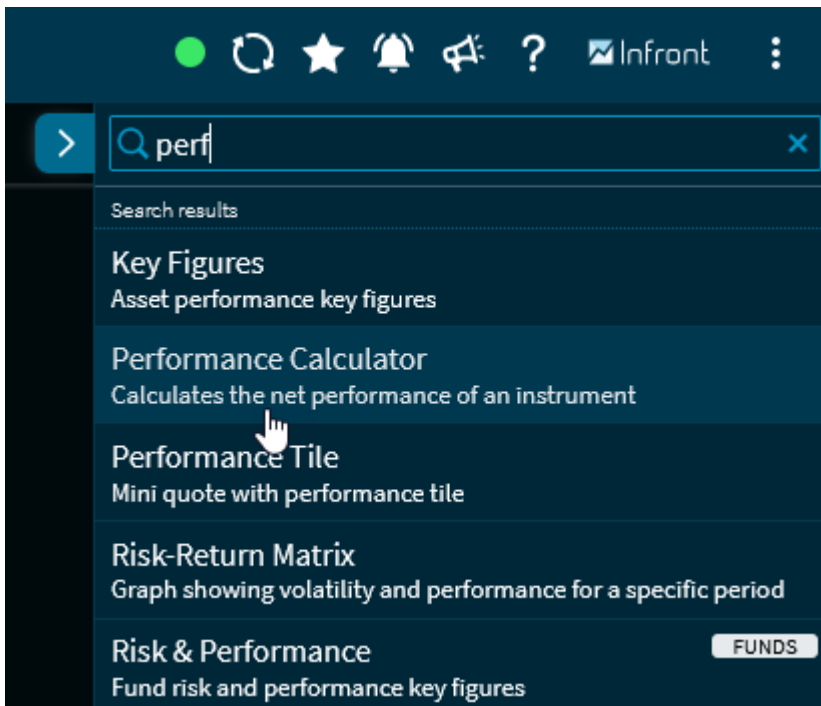 ? Infront
perf
Search results
Key Figures
Asset performance key figures
Performance Calculator
Calculates the net performance of an instrument
Performance Tile
Mini quote with performance tile
Risk-Return Matrix
Graph showing volatility and performance for a specific period
Risk & Performance FUNDS
Fund risk and performance key figures